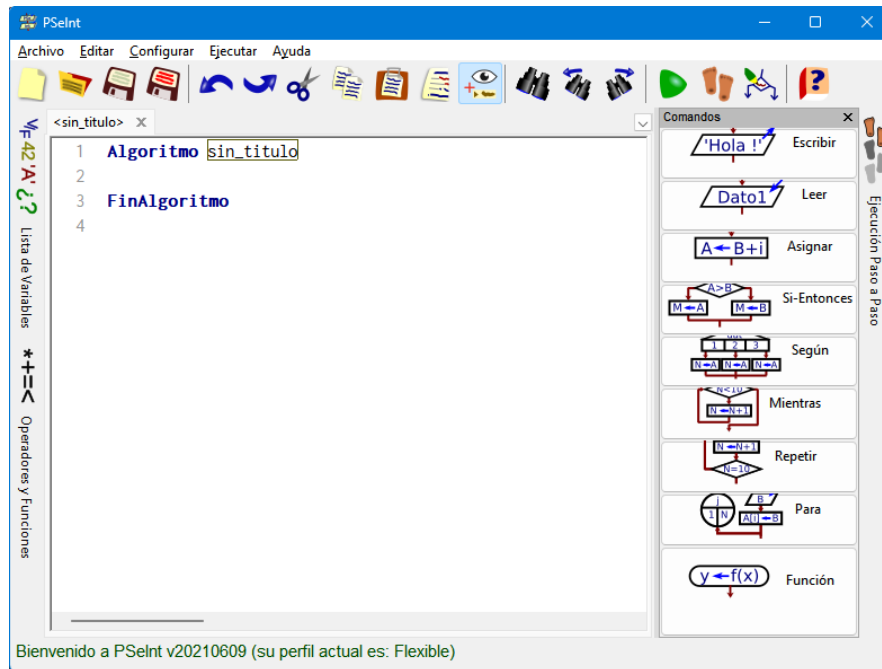 PSeInt
Archivo Editar Configurar Ejecutar Ayuda
<sin_titulo> X
1 Algoritmo sin_titulo
2
3 FinAlgoritmo
4
V F 42 'A' ¿?
Lista de Variables
*+=<
Operadores y Funciones
Comandos
'Hola !' Escribir
Dato1 Leer
A B+i Asignar
A>B
M A M B
Si-Entonces
1 2 3
N A N A N A
Según
N<10
N N+1
Mientras
N N+1
N=10
Repetir
1 N
B
A[i] B
Para
y f(x) Función
Ejecución Paso a Paso
Bienvenido a PSeInt v20210609 (su perfil actual es: Flexible)